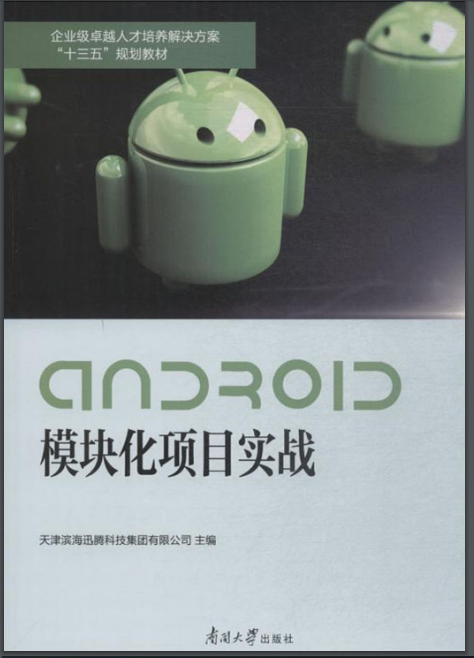 企业级卓越人才培养解决方案
“十三五”规划教材
ANDROID
模块化项目实战
天津滨海迅腾科技集团有限公司 主编
南开大学出版社